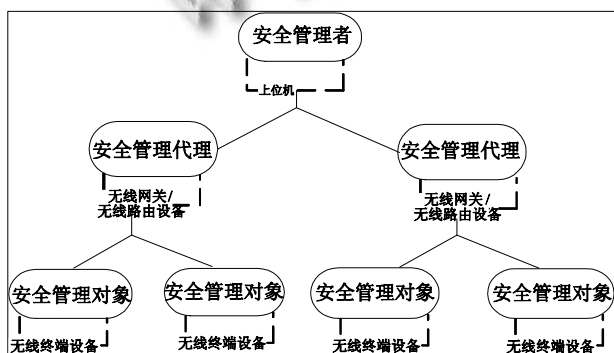 安全管理者
上位机
安全管理代理 安全管理代理
无线网关/ 无线网关/
无线路由设备 无线路由设备
安全管理对象 安全管理对象 安全管理对象 安全管理对象
无线终端设备 无线终端设备 无线终端设备 无线终端设备